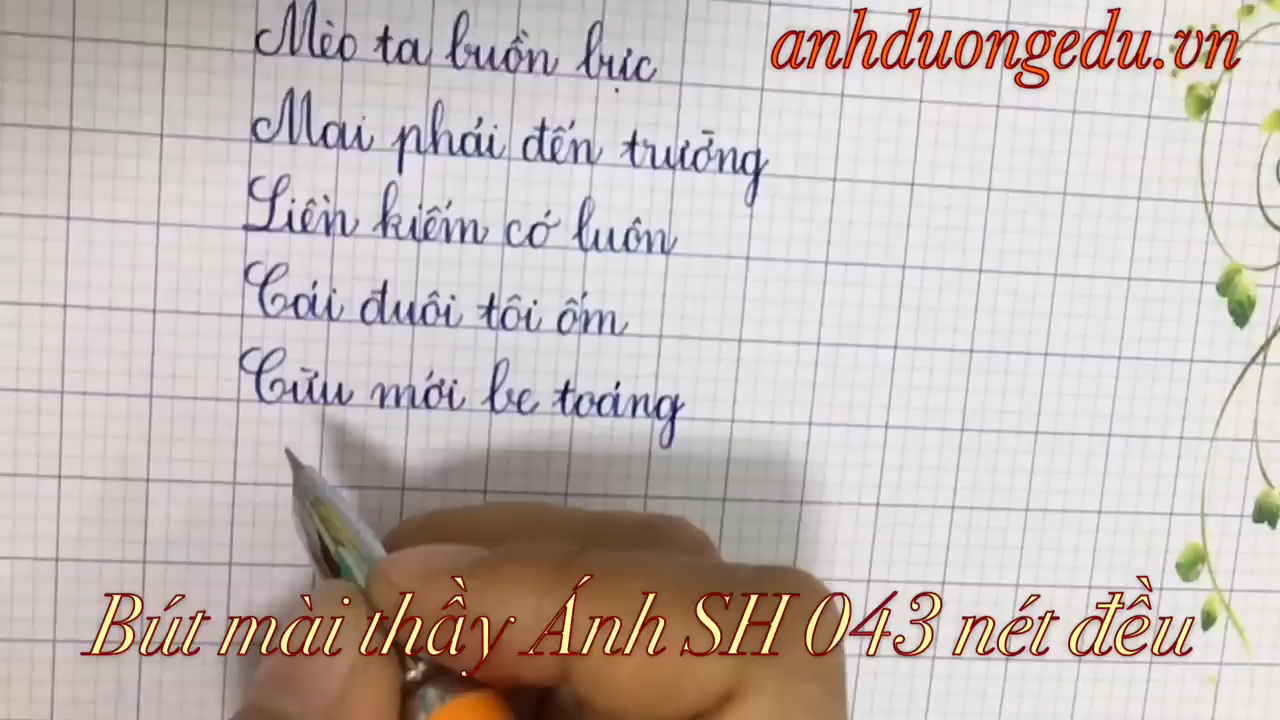 anhduongedu.vn
Mèo ta buồn bực
Mai phải đến trường
Liền kiếm cớ luôn
Cái đuôi tôi ốm
Cừu mới be toáng
Bút mài thầy Ánh SH 043 nét đều